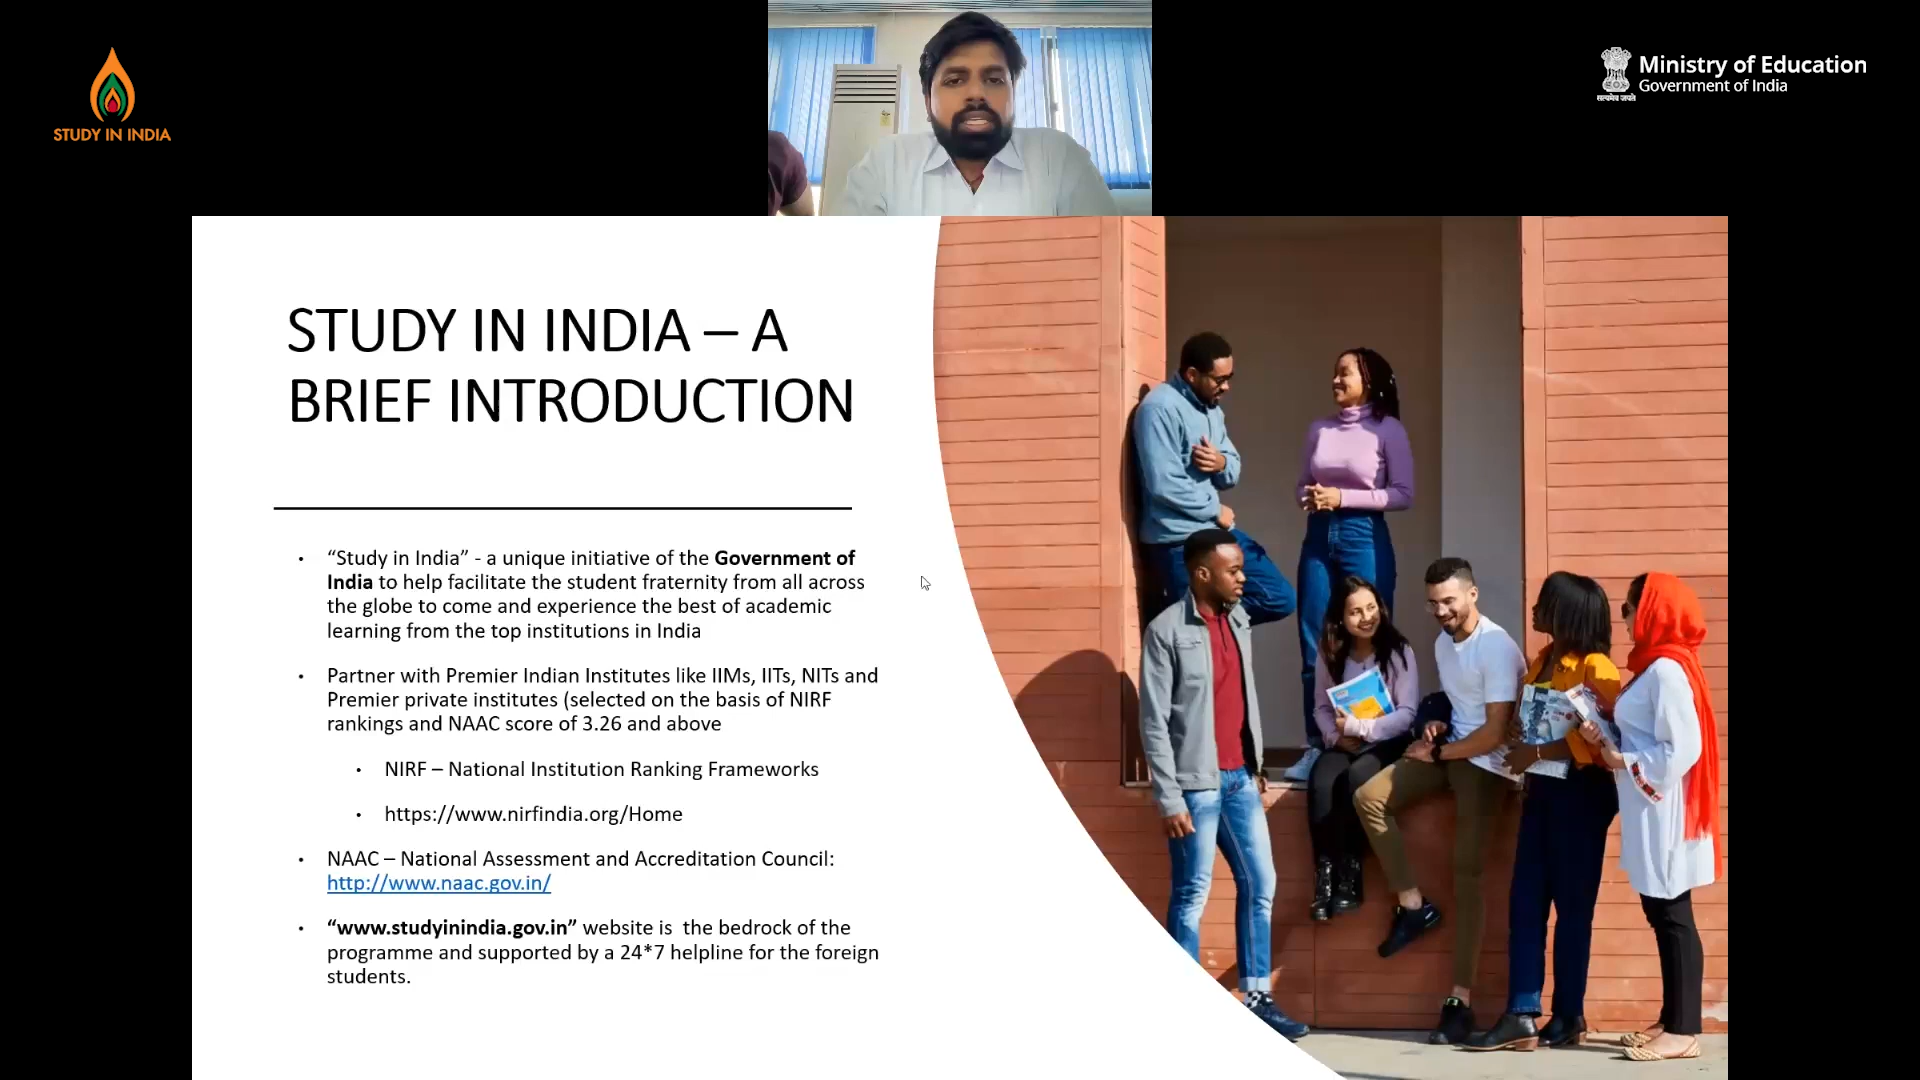 STUDY IN INDIA
सत्यमेव जयते
Ministry of Education
Government of India
STUDY IN INDIA – A
BRIEF INTRODUCTION
• “Study in India” - a unique initiative of the Government of
India to help facilitate the student fraternity from all across
the globe to come and experience the best of academic
learning from the top institutions in India
• Partner with Premier Indian Institutes like IIMs, IITs, NITs and
Premier private institutes (selected on the basis of NIRF
rankings and NAAC score of 3.26 and above
• NIRF – National Institution Ranking Frameworks
• https://www.nirfindia.org/Home
• NAAC – National Assessment and Accreditation Council:
http://www.naac.gov.in/
• “www.studyinindia.gov.in” website is the bedrock of the
programme and supported by a 24*7 helpline for the foreign
students.